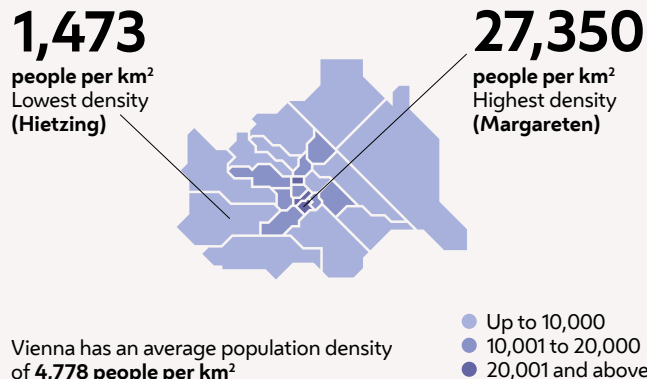 1,473
people per km²
Lowest density
(Hietzing)
27,350
people per km²
Highest density
(Margareten)
Vienna has an average population density
of 4,778 people per km²
Up to 10,000
10,001 to 20,000
20,001 and above